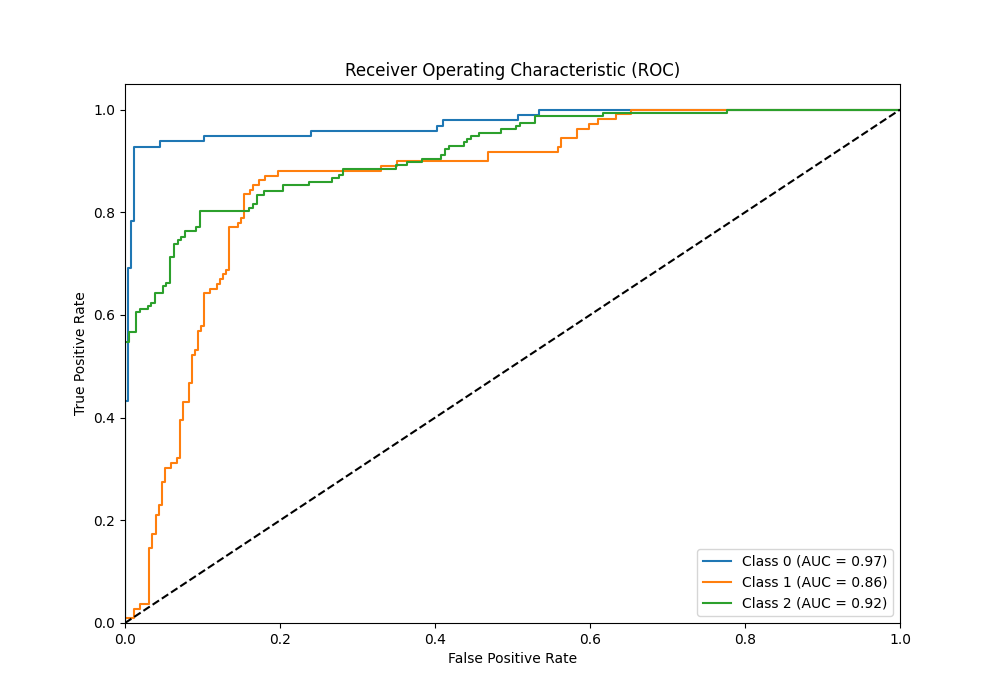 Receiver Operating Characteristic (ROC)
1.0
0.8
0.6
0.4
0.2
0.0
True Positive Rate
0.0 0.2 0.4 0.6 0.8 1.0
False Positive Rate
Class 0 (AUC = 0.97)
Class 1 (AUC = 0.86)
Class 2 (AUC = 0.92)